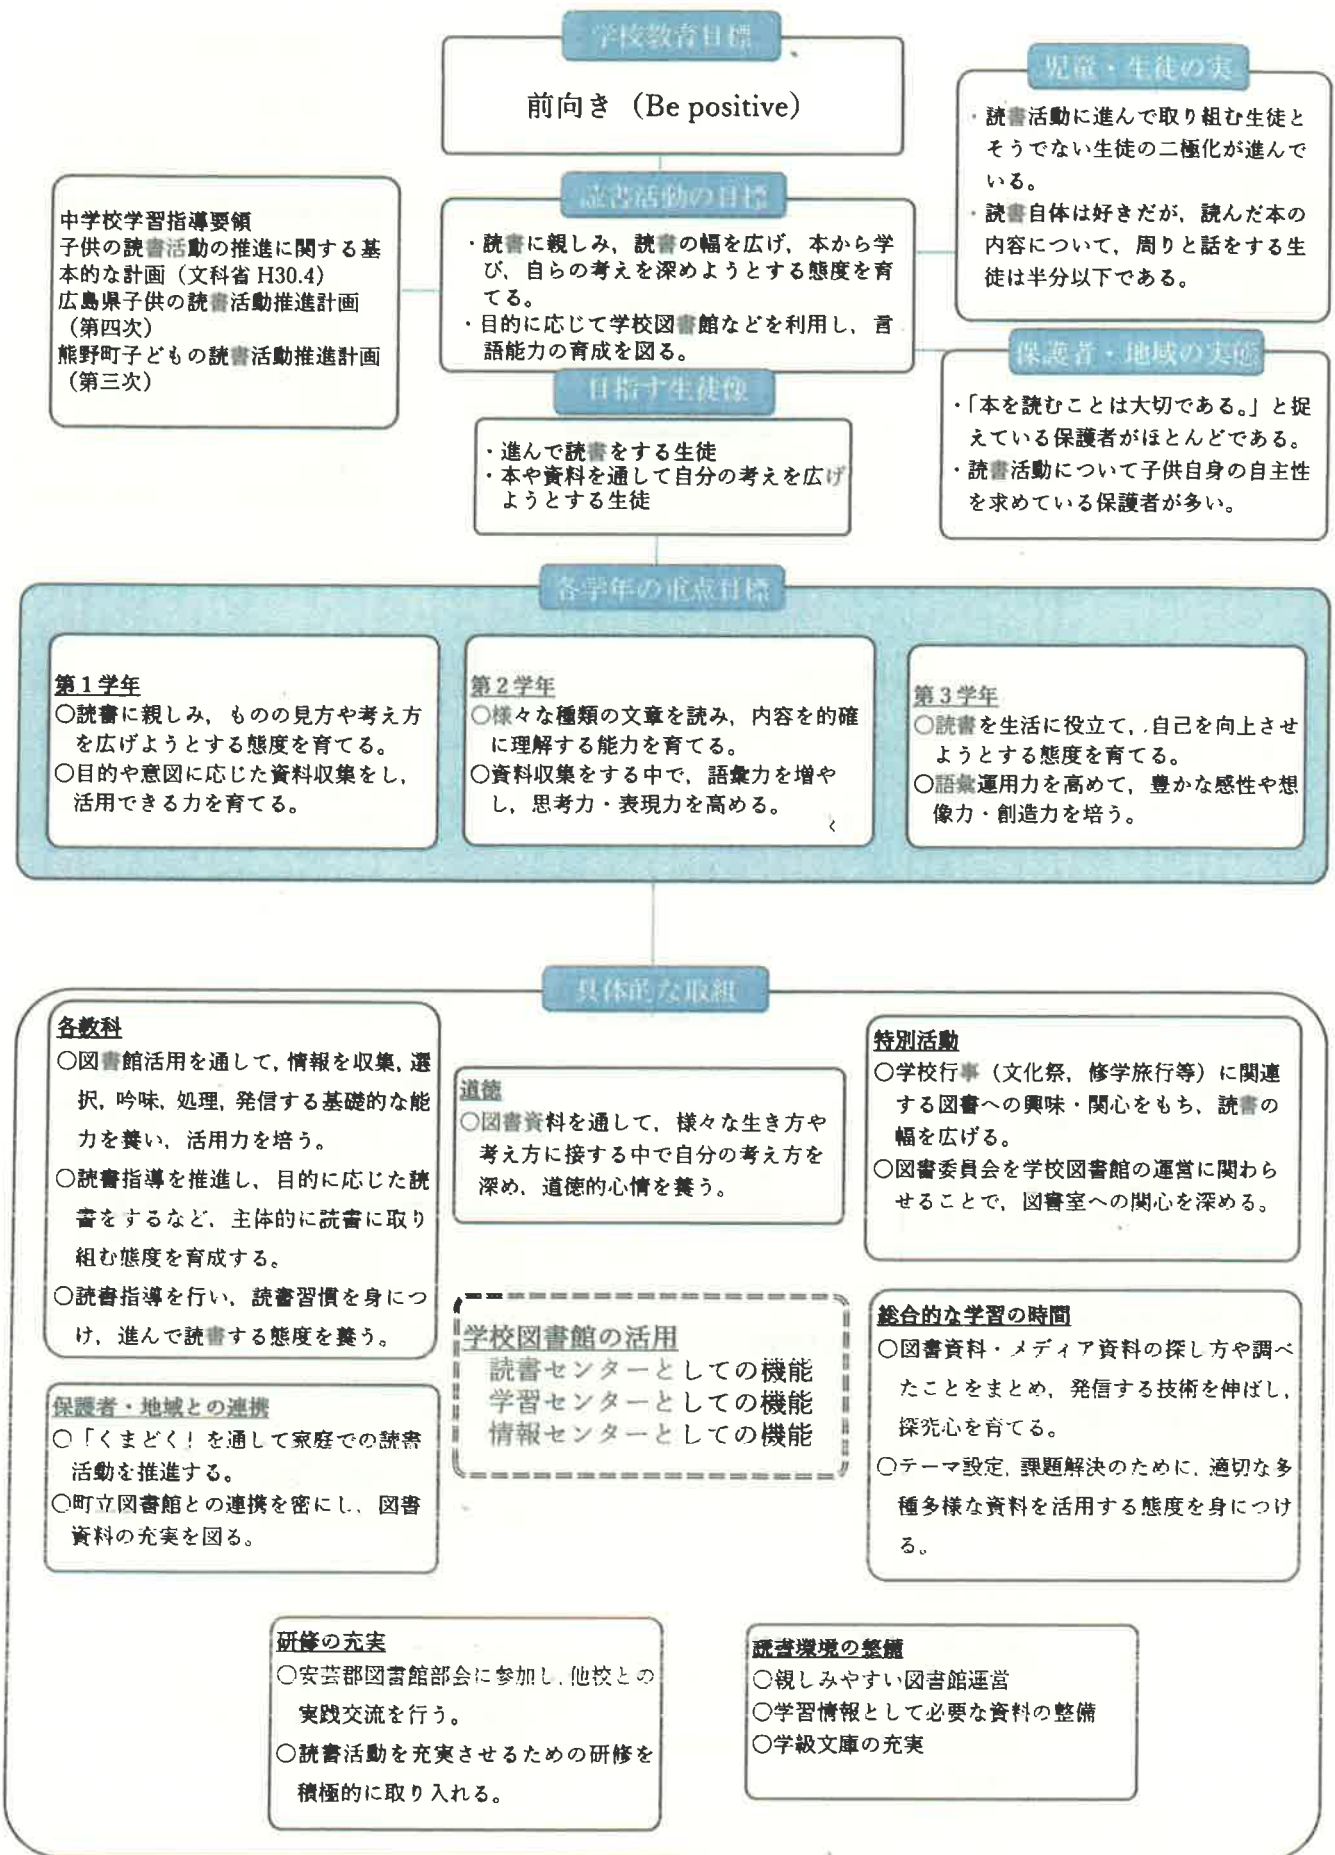 学校教育目標
前向き（Be positive）
児童・生徒の実
・読書活動に進んで取り組む生徒と
そうでない生徒の二極化が進んで
いる。
・読書自体は好きだが，読んだ本の
内容について，周りと話をする生
徒は半分以下である。
中学校学習指導要領
子供の読書活動の推進に関する基
本的な計画（文科省 H30.4）
広島県子供の読書活動推進計画
（第四次）
熊野町子どもの読書活動推進計画
（第三次）
読書活動の目標
・読書に親しみ，読書の幅を広げ，本から学
び，自らの考えを深めようとする態度を育
てる。
・目的に応じて学校図書館などを利用し，言
語能力の育成を図る。
保護者・地域の実態
・「本を読むことは大切である。」と捉
えている保護者がほとんどである。
・読書活動について子供自身の自主性
を求めている保護者が多い。
目指す生徒像
・進んで読書をする生徒
・本や資料を通して自分の考えを広げ
ようとする生徒
各学年の重点目標
第１学年
○読書に親しみ，ものの見方や考え方
を広げようとする態度を育てる。
○目的や意図に応じた資料収集をし，
活用できる力を育てる。
第２学年
○様々な種類の文章を読み，内容を的確
に理解する能力を育てる。
○資料収集をする中で，語彙力を増や
し，思考力・表現力を高める。
第３学年
○読書を生活に役立て，自己を向上させ
ようとする態度を育てる。
○語彙運用力を高めて，豊かな感性や想
像力・創造力を培う。
具体的な取組
各教科
○図書館活用を通して，情報を収集，選
択，吟味，処理，発信する基礎的な能
力を養い，活用力を培う。
○読書指導を推進し，目的に応じた読
書をするなど，主体的に読書に取り
組む態度を育成する。
○読書指導を行い，読書習慣を身につ
け，進んで読書する態度を養う。
道徳
○図書資料を通して，様々な生き方や
考え方に接する中で自分の考え方を
深め，道徳的心情を養う。
特別活動
○学校行事（文化祭，修学旅行等）に関連
する図書への興味・関心をもち，読書の
幅を広げる。
○図書委員会を学校図書館の運営に関わら
せることで，図書室への関心を深める。
学校図書館の活用
読書センターとしての機能
学習センターとしての機能
情報センターとしての機能
総合的な学習の時間
○図書資料・メディア資料の探し方や調べ
たことをまとめ，発信する技術を伸ばし，
探究心を育てる。
○テーマ設定，課題解決のために，適切な多
種多様な資料を活用する態度を身につけ
る。
保護者・地域との連携
○「くまどく」を通して家庭での読書
活動を推進する。
○町立図書館との連携を密にし，図書
資料の充実を図る。
研修の充実
○安芸郡図書館部会に参加し，他校との
実践交流を行う。
○読書活動を充実させるための研修を
積極的に取り入れる。
読書環境の整備
○親しみやすい図書館運営
○学習情報として必要な資料の整備
○学級文庫の充実